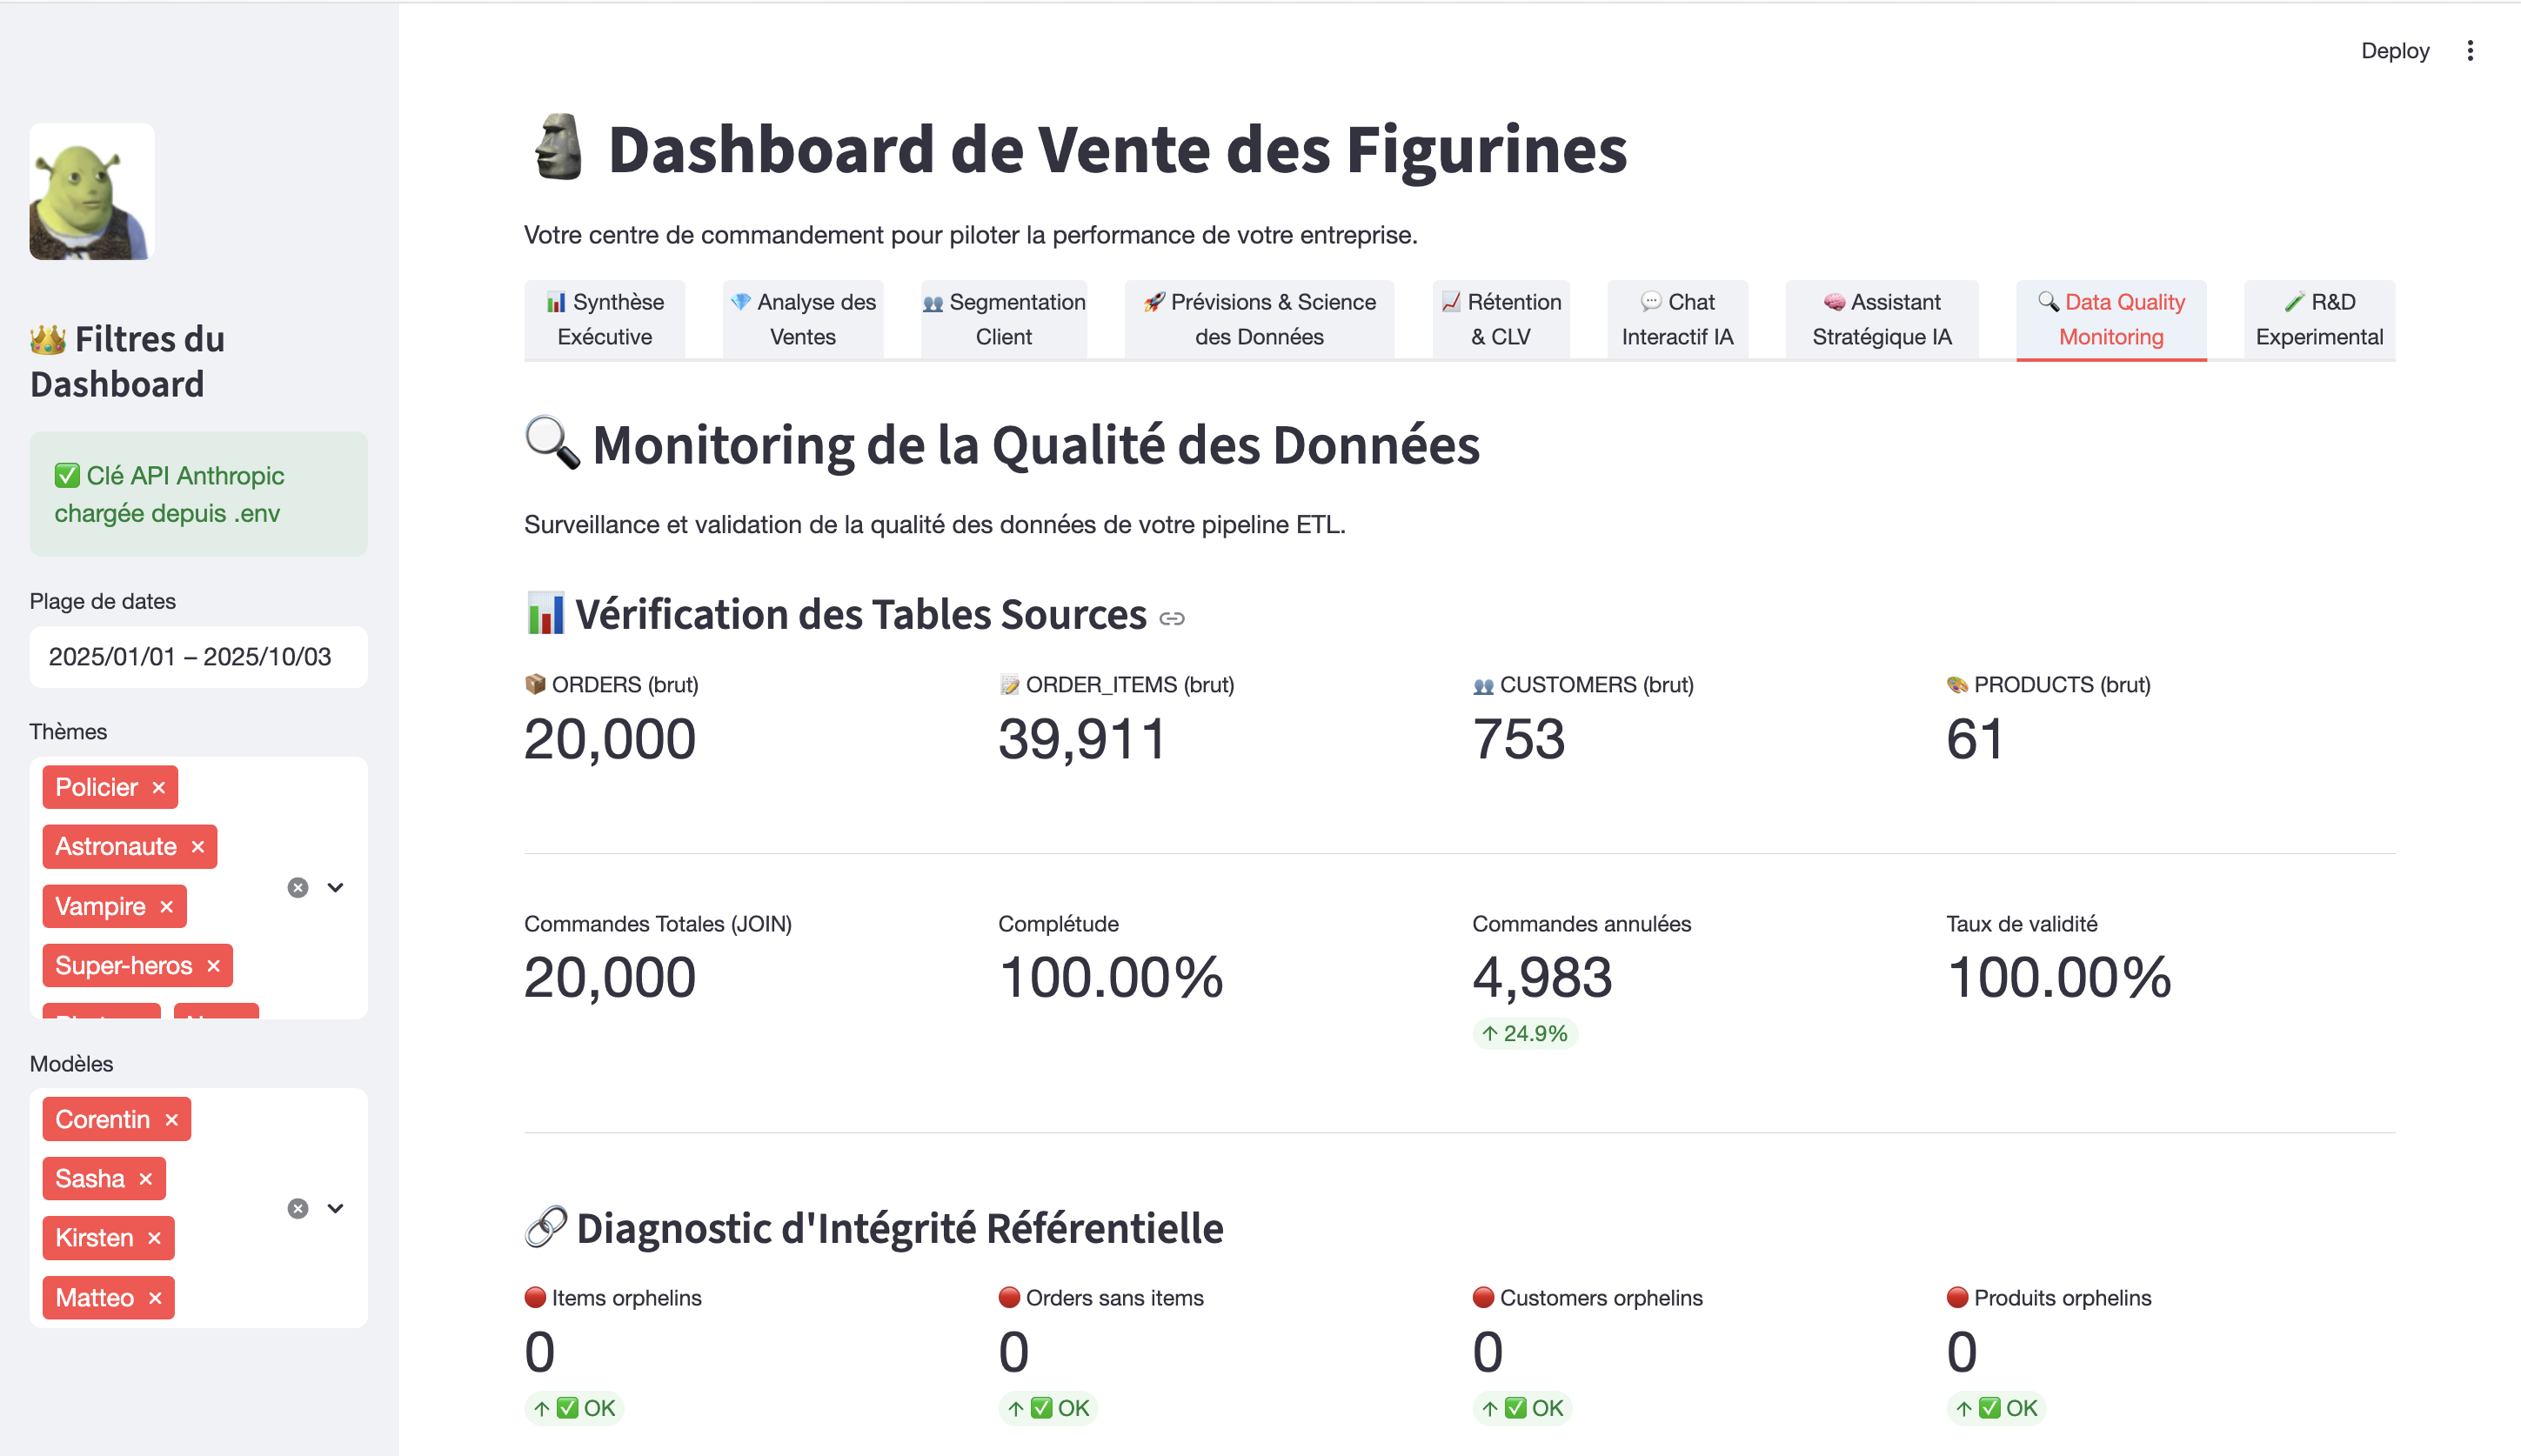 Deploy
👑 Filtres du
Dashboard
✅ Clé API Anthropic
chargée depuis .env
Plage de dates
2025/01/01 – 2025/10/03
Thèmes
Policier ×
Astronaute ×
Vampire ×
Super-heros ×
Modèles
Corentin ×
Sasha ×
Kirsten ×
Matteo ×
🗿 Dashboard de Vente des Figurines
Votre centre de commandement pour piloter la performance de votre entreprise.
📊 Synthèse
Exécutive
💎 Analyse des
Ventes
👥 Segmentation
Client
🚀 Prévisions & Science
des Données
📈 Rétention
& CLV
💬 Chat
Interactif IA
🧠 Assistant
Stratégique IA
🔍 Data Quality
Monitoring
🧪 R&D
Experimental
🔍 Monitoring de la Qualité des Données
Surveillance et validation de la qualité des données de votre pipeline ETL.
📊 Vérification des Tables Sources
📦 ORDERS (brut)
20,000
📝 ORDER_ITEMS (brut)
39,911
👥 CUSTOMERS (brut)
753
🎨 PRODUCTS (brut)
61
Commandes Totales (JOIN)
20,000
Complétude
100.00%
Commandes annulées
4,983
↑ 24.9%
Taux de validité
100.00%
🔗 Diagnostic d'Intégrité Référentielle
🔴 Items orphelins
0
↑ ✅ OK
🔴 Orders sans items
0
↑ ✅ OK
🔴 Customers orphelins
0
↑ ✅ OK
🔴 Produits orphelins
0
↑ ✅ OK